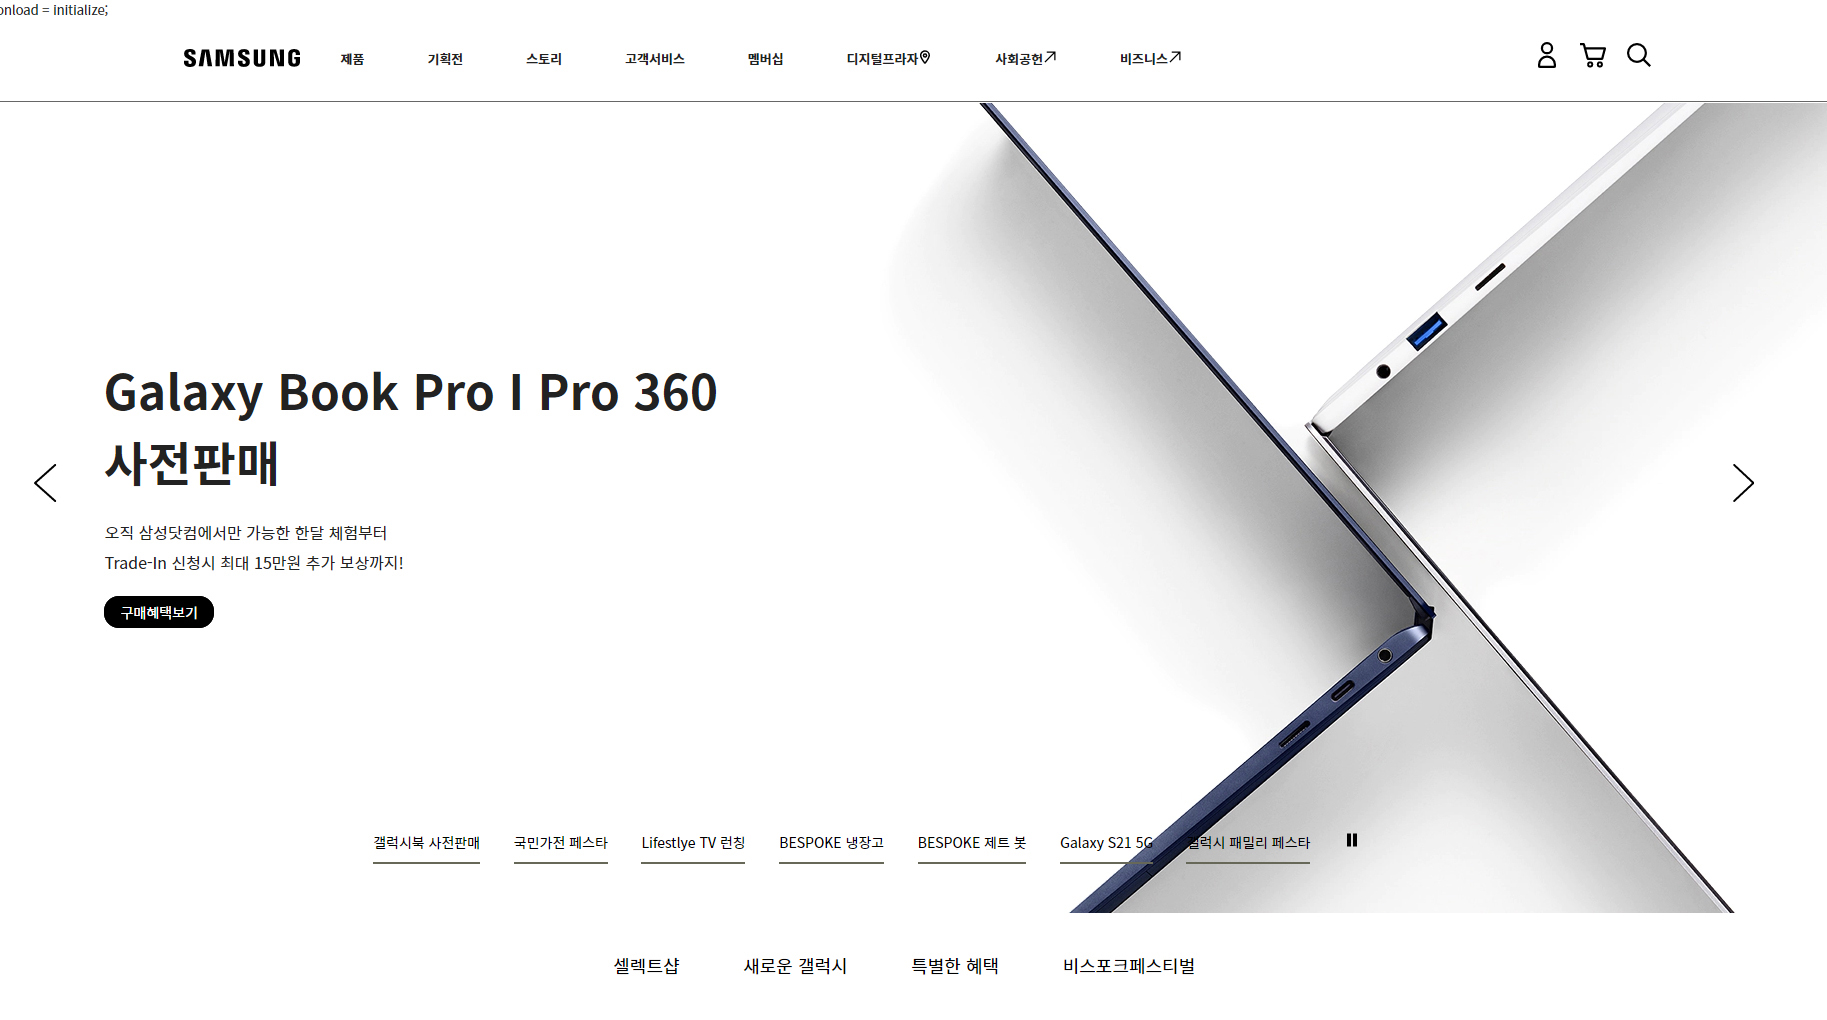 onload = initialize;
SAMSUNG 제품 기획전 스토리 고객서비스 멤버십 디지털프라자 사회공헌 비즈니스
Galaxy Book Pro I Pro 360
사전판매
오직 삼성닷컴에서만 가능한 한달 체험부터
Trade-In 신청시 최대 15만원 추가 보상까지!
구매혜택보기
갤럭시북 사전판매 국민가전 페스타 Lifestlye TV 런칭 BESPOKE 냉장고 BESPOKE 제트 봇 Galaxy S21 5G 갤럭시 패밀리 페스타
셀렉트샵 새로운 갤럭시 특별한 혜택 비스포크페스티벌